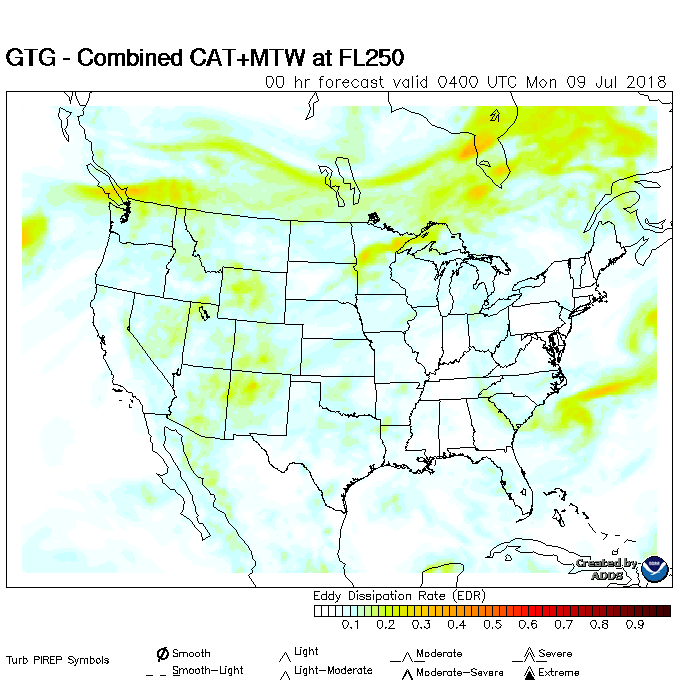 GTG - Combined CAT+MTW at FL250
00 hr forecast valid 0400 UTC Mon 09 Jul 2018
Created by
ADDS
Eddy Dissipation Rate (EDR)
0.1 0.2 0.3 0.4 0.5 0.6 0.7 0.8 0.9
Turb PIREP Symbols
Smooth Light Moderate Severe
Smooth-Light Light-Moderate Moderate-Severe Extreme